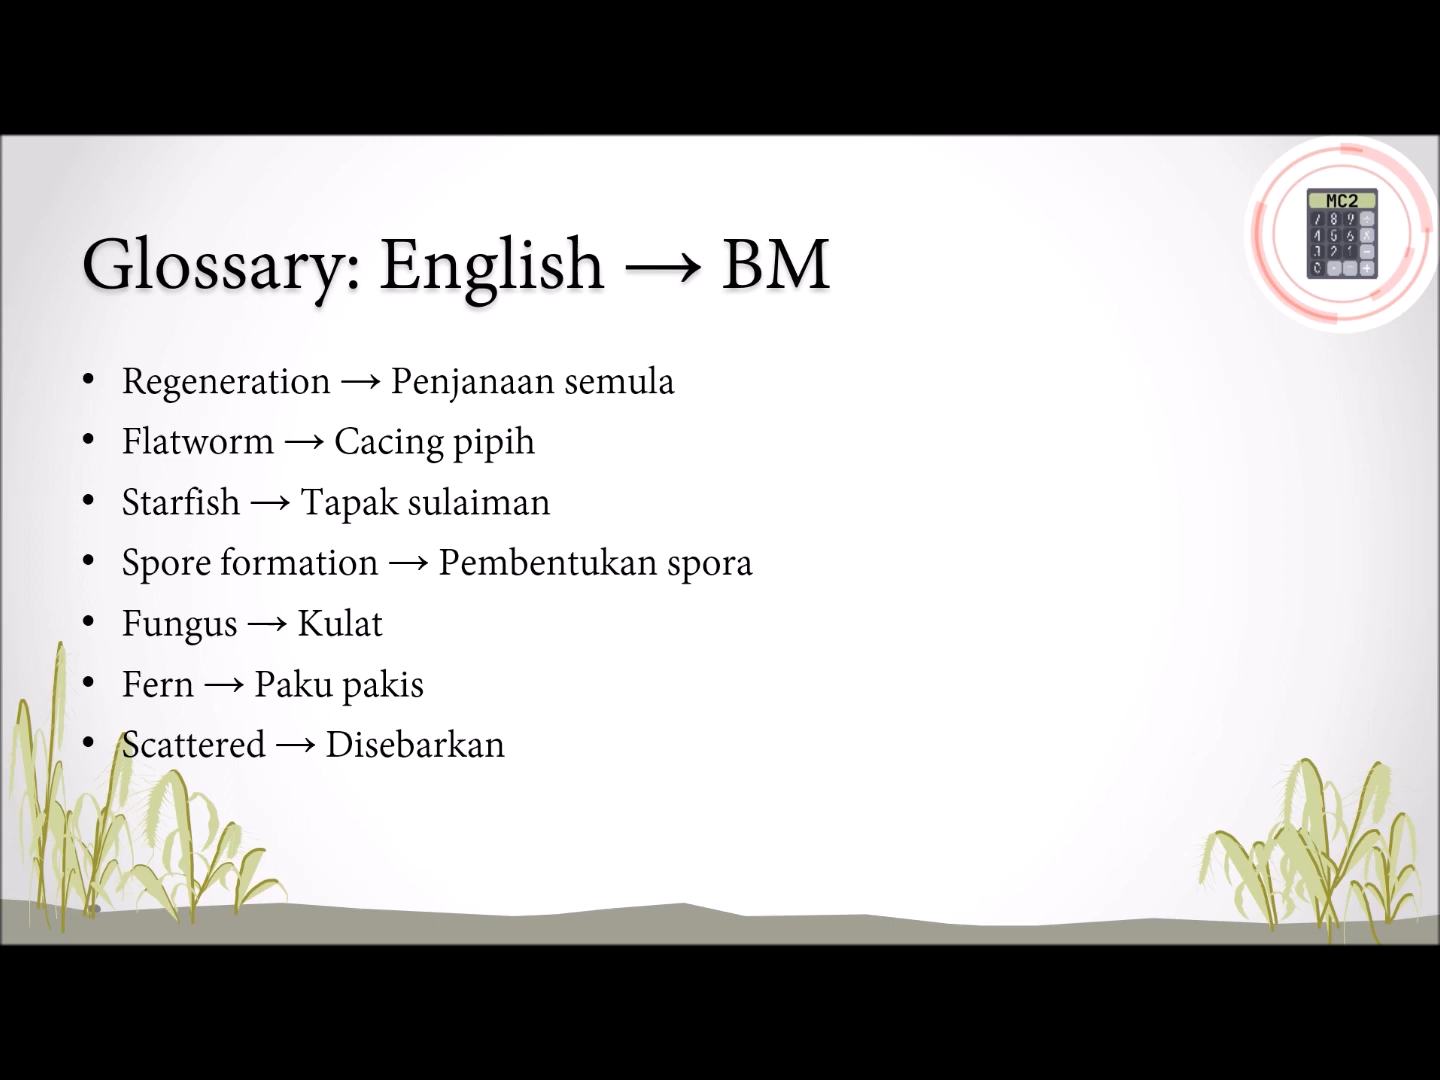 MC2
Glossary: English → BM
• Regeneration → Penjanaan semula
• Flatworm → Cacing pipih
• Starfish → Tapak sulaiman
• Spore formation → Pembentukan spora
• Fungus → Kulat
• Fern → Paku pakis
• Scattered → Disebarkan